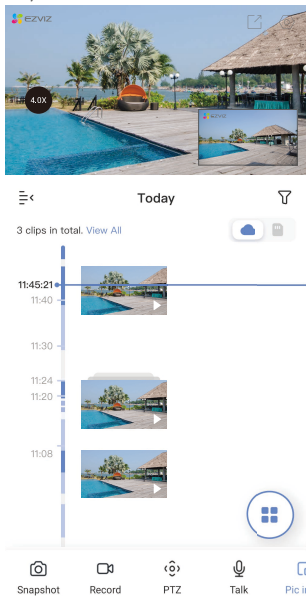 EZVIZ
4.0X
EZVIZ
Today
3 clips in total. View All
11:45:21
11:40
11:30
11:24
11:20
11:08
Snapshot
Record
PTZ
Talk
Pic in